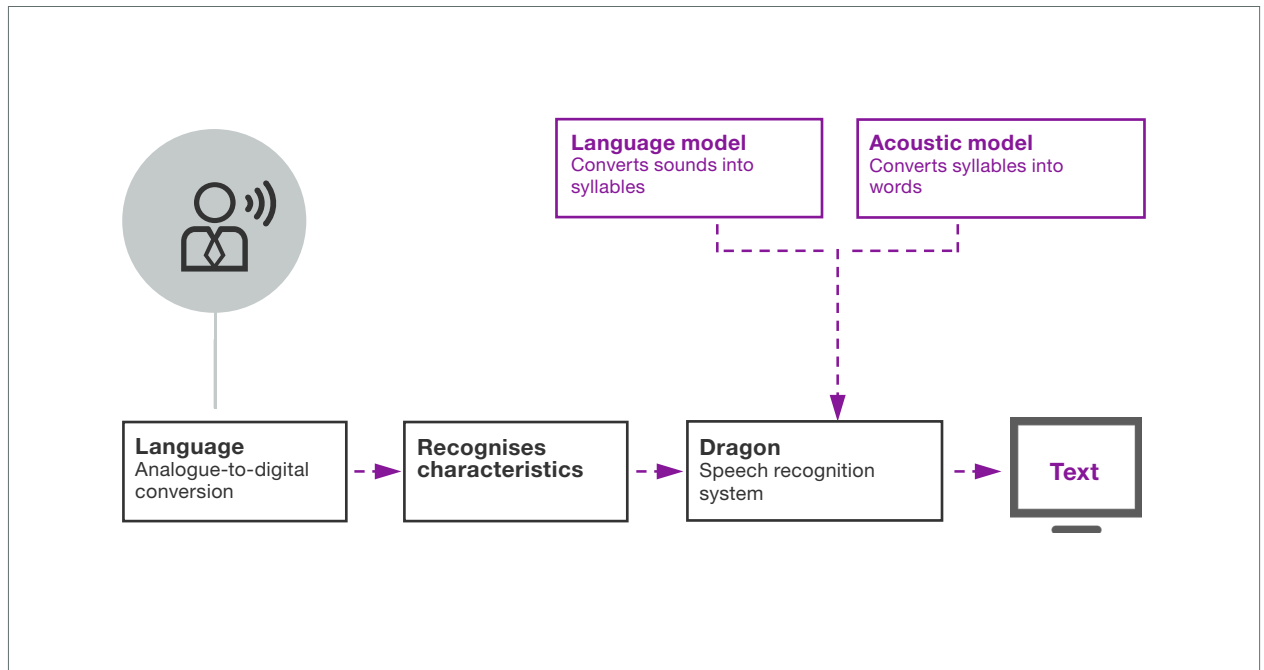 Language model
Converts sounds into
syllables
Acoustic model
Converts syllables into
words
Language
Analogue-to-digital
conversion
Recognises
characteristics
Dragon
Speech recognition
system
Text